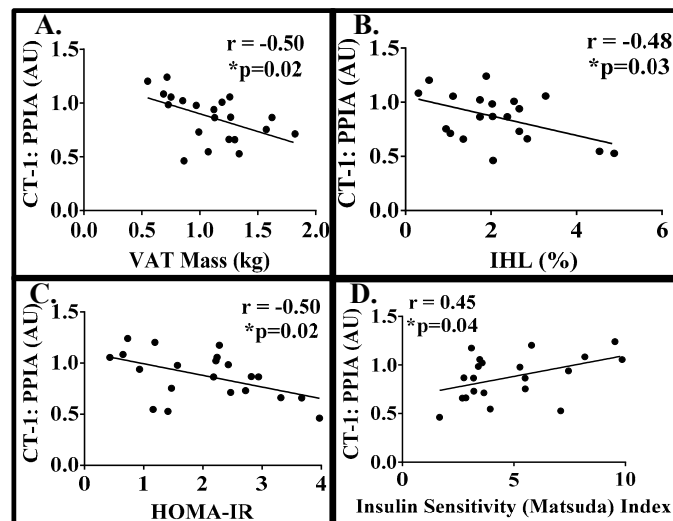 A.
r = -0.50
*p=0.02
CT-1: PPIA (AU)
1.5
1.0
0.5
0.0
0.0 0.5 1.0 1.5 2.0
VAT Mass (kg)
B.
r = -0.48
*p=0.03
CT-1: PPIA (AU)
1.5
1.0
0.5
0.0
0 2 4 6
IHL (%)
C.
r = -0.50
*p=0.02
CT-1: PPIA (AU)
1.5
1.0
0.5
0.0
0 1 2 3 4
HOMA-IR
D.
r = 0.45
*p=0.04
CT-1: PPIA (AU)
1.5
1.0
0.5
0.0
0 5 10
Insulin Sensitivity (Matsuda) Index